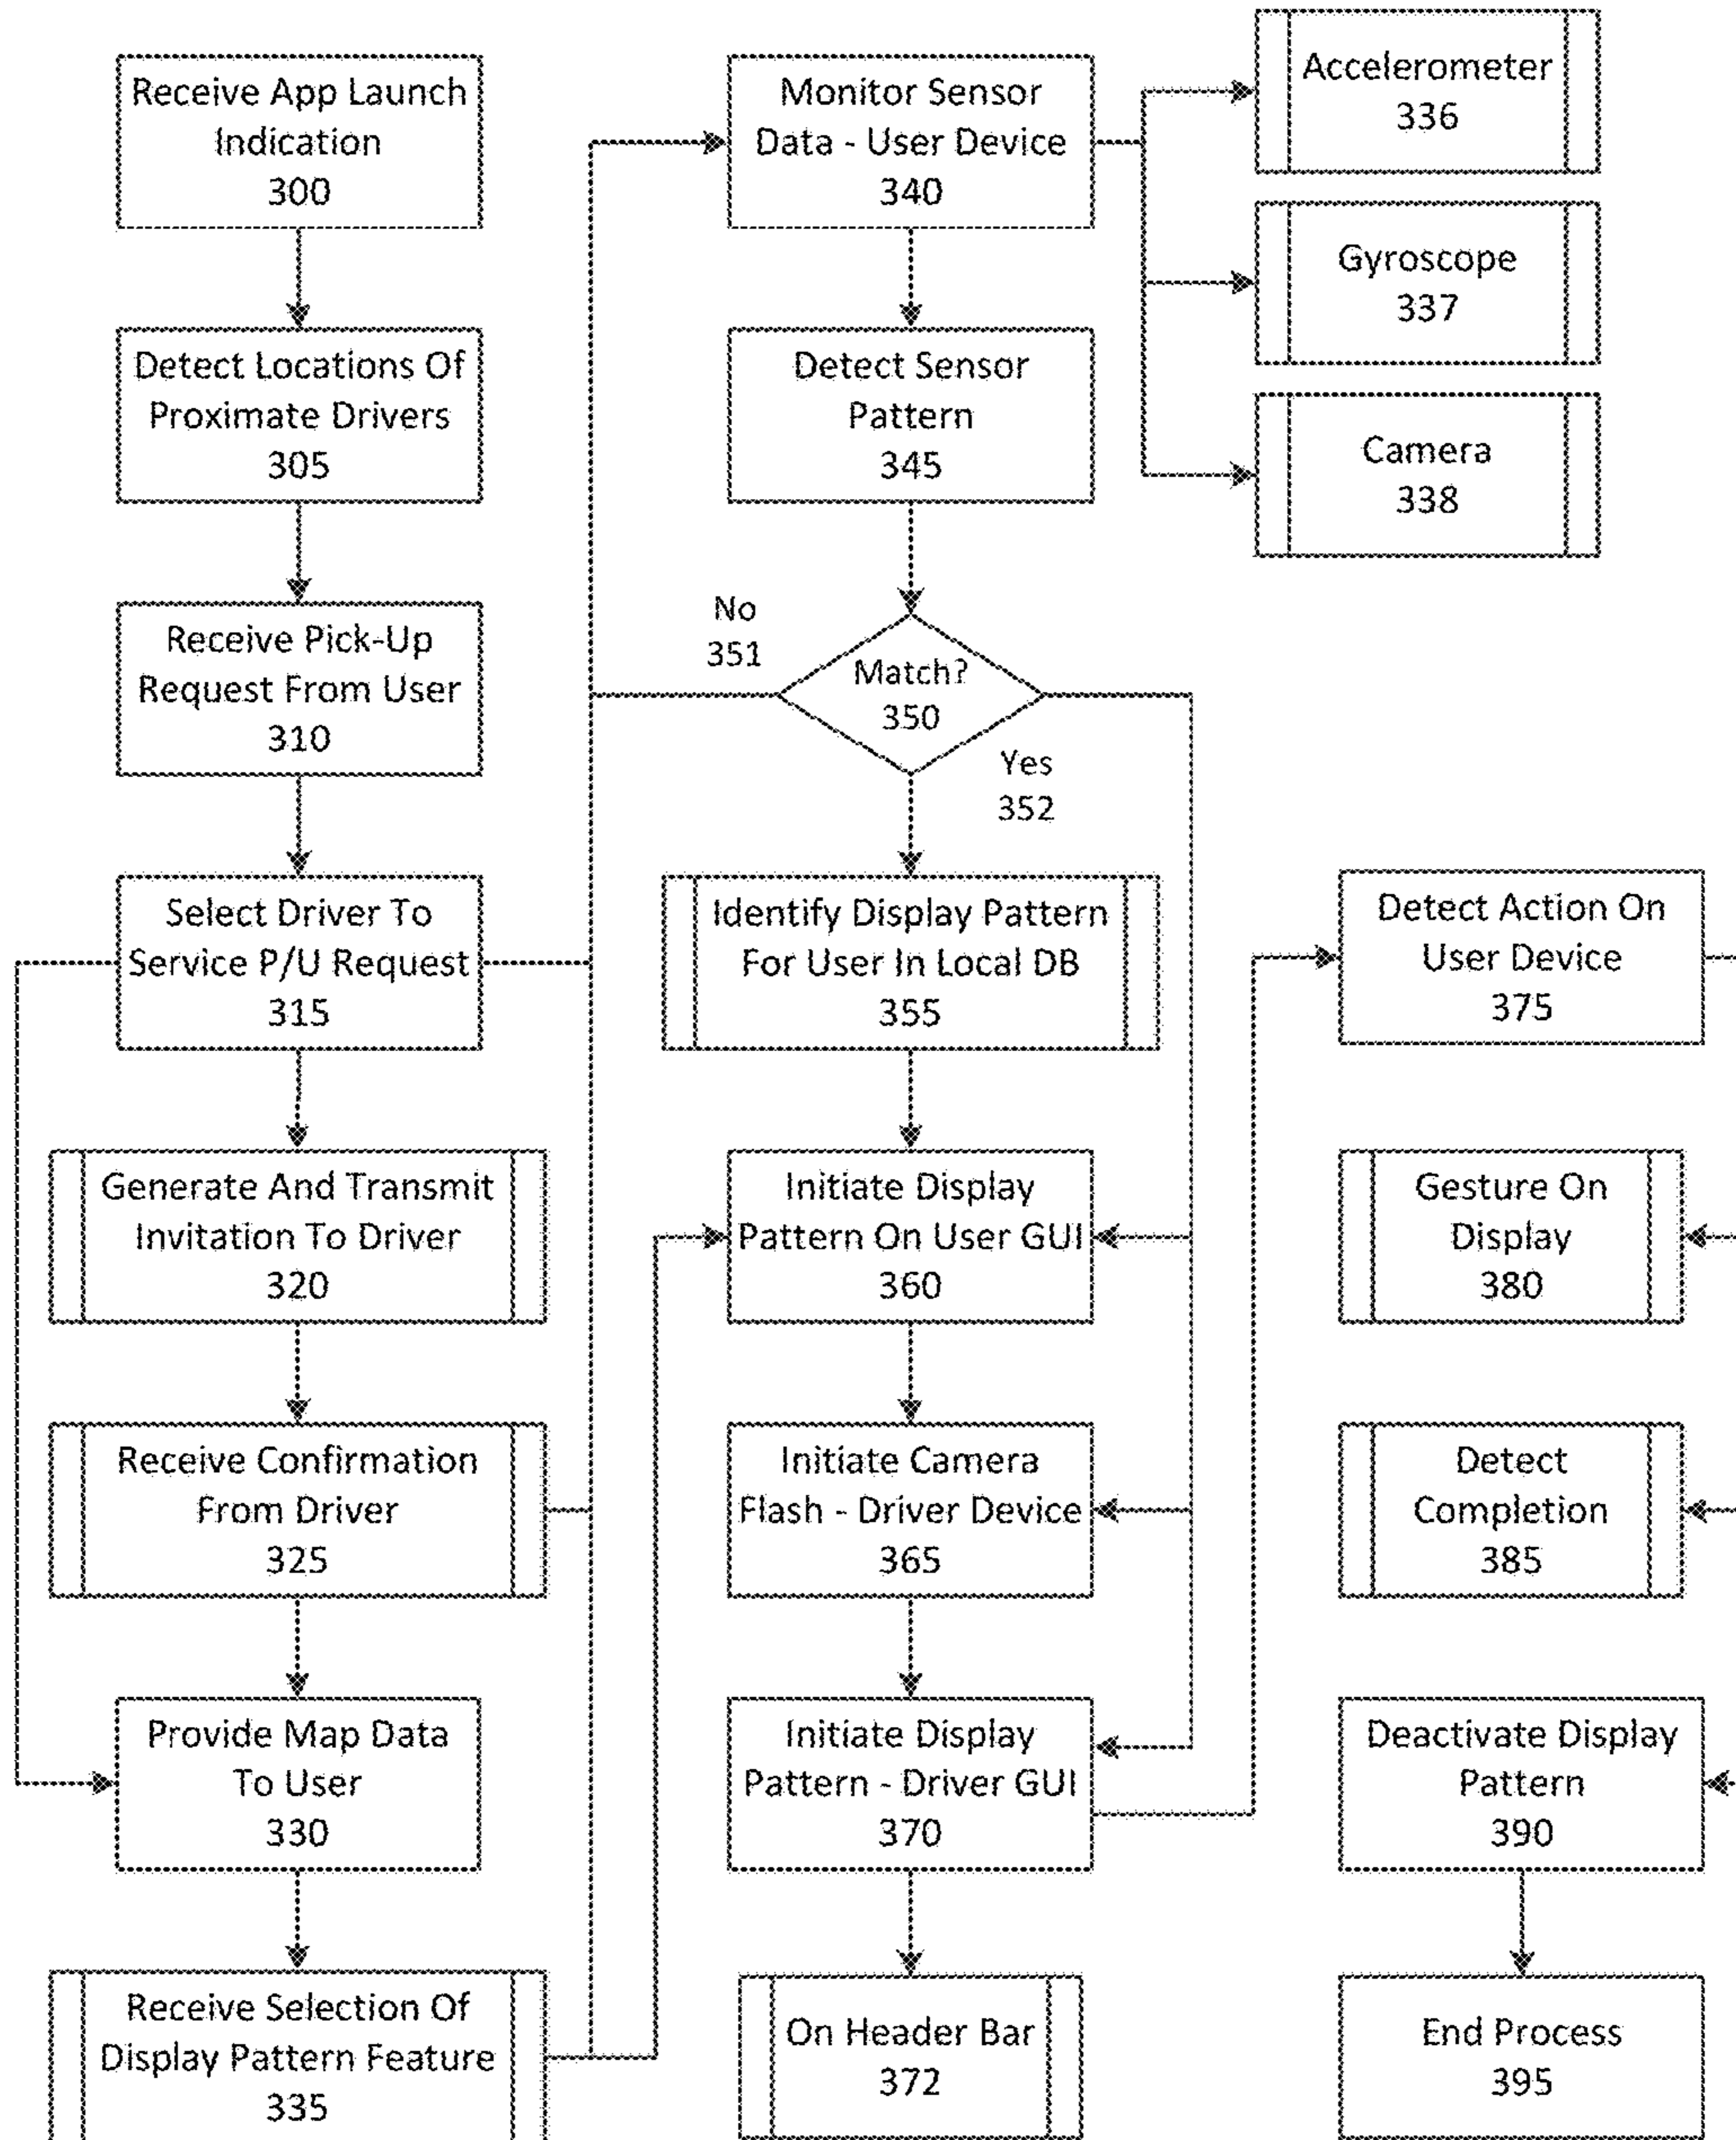 Receive App Launch
Indication
300
Detect Locations Of
Proximate Drivers
305
Receive Pick-Up
Request From User
310
Select Driver To
Service P/U Request
315
Generate And Transmit
Invitation To Driver
320
Receive Confirmation
From Driver
325
Provide Map Data
To User
330
Receive Selection Of
Display Pattern Feature
335
Monitor Sensor
Data - User Device
340
Accelerometer
336
Gyroscope
337
Camera
338
Detect Sensor
Pattern
345
No
351
Match?
350
Yes
352
Identify Display Pattern
For User In Local DB
355
Initiate Display
Pattern On User GUI
360
Initiate Camera
Flash - Driver Device
365
Initiate Display
Pattern - Driver GUI
370
On Header Bar
372
Detect Action On
User Device
375
Gesture On
Display
380
Detect
Completion
385
Deactivate Display
Pattern
390
End Process
395